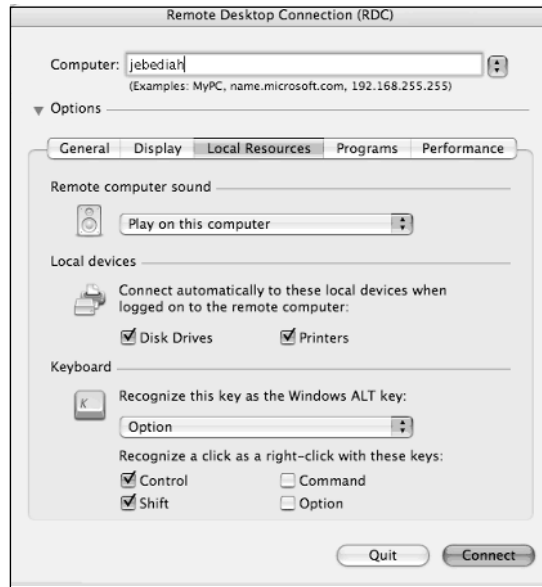 Remote Desktop Connection (RDC)
Computer: jebediah
(Examples: MyPC, name.microsoft.com, 192.168.255.255)
Options
General Display Local Resources Programs Performance
Remote computer sound
Play on this computer
Local devices
Connect automatically to these local devices when
logged on to the remote computer:
Disk Drives Printers
Keyboard
K
Recognize this key as the Windows ALT key:
Option
Recognize a click as a right-click with these keys:
Control Command
Shift Option
Quit Connect